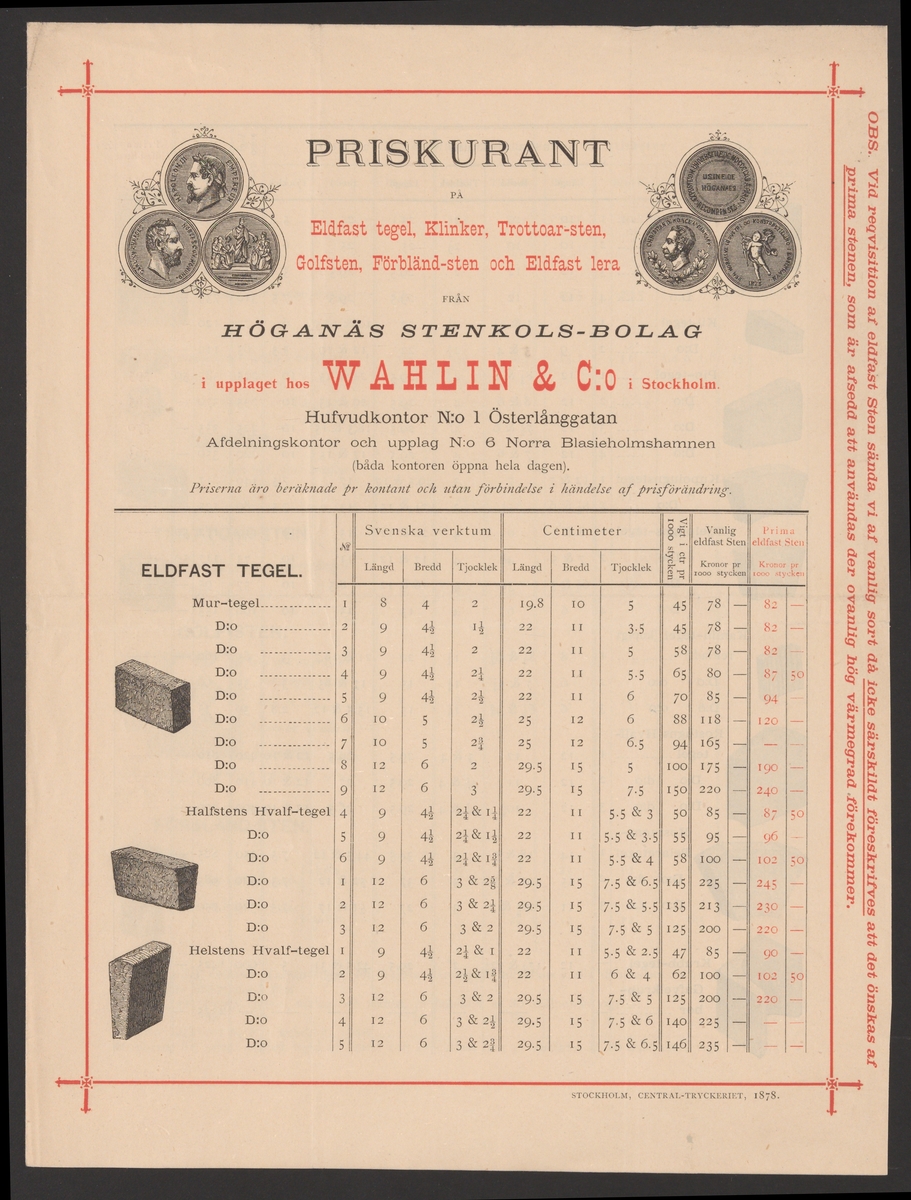 PRISKURANT
PÅ
Eldfast tegel, Klinker, Trottoar-sten,
Golfsten, Förbländ-sten och Eldfast lera
FRÅN
HÖGANÄS STENKOLS-BOLAG
i upplaget hos WAHLIN & C:o i Stockholm.
Hufvudkontor N:o 1 Österlånggatan
Afdelningskontor och upplag N:o 6 Norra Blasieholmshamnen
(båda kontoren öppna hela dagen).
Priserna äro beräknade pr kontant och utan förbindelse i händelse af prisförändring.
ELDFAST TEGEL. № Svenska verktum Centimeter Vigt i ctr pr 1000 stycken Vanlig eldfast Sten Prima eldfast Sten
Längd Bredd Tjocklek Längd Bredd Tjocklek Kronor pr 1000 stycken Kronor pr 1000 stycken
Mur-tegel 1 8 4 2 19.8 10 5 45 78 — 82 —
D:o 2 9 4½ 1½ 22 11 3.5 45 78 — 82 —
D:o 3 9 4½ 2 22 11 5 58 78 — 82 —
D:o 4 9 4½ 2¼ 22 11 5.5 65 80 — 87 50
D:o 5 9 4½ 2½ 22 11 6 70 85 — 94 —
D:o 6 10 5 2½ 25 12 6 88 118 — 120 —
D:o 7 10 5 2¾ 25 12 6.5 94 165 — — —
D:o 8 12 6 2 29.5 15 5 100 175 — 190 —
D:o 9 12 6 3 29.5 15 7.5 150 220 — 240 —
Halfstens Hvalf-tegel 4 9 4½ 2¼ & 1¼ 22 11 5.5 & 3 50 85 — 87 50
D:o 5 9 4½ 2¼ & 1½ 22 11 5.5 & 3.5 55 95 — 96 —
D:o 6 9 4½ 2¼ & 1¾ 22 11 5.5 & 4 58 100 — 102 50
D:o 1 12 6 3 & 2⅝ 29.5 15 7.5 & 6.5 145 225 — 245 —
D:o 2 12 6 3 & 2¼ 29.5 15 7.5 & 5.5 135 213 — 230 —
D:o 3 12 6 3 & 2 29.5 15 7.5 & 5 125 200 — 220 —
Helstens Hvalf-tegel 1 9 4½ 2¼ & 1 22 11 5.5 & 2.5 47 85 — 90 —
D:o 2 9 4½ 2½ & 1¾ 22 11 6 & 4 62 100 — 102 50
D:o 3 12 6 3 & 2 29.5 15 7.5 & 5 125 200 — 220 —
D:o 4 12 6 3 & 2½ 29.5 15 7.5 & 6 140 225 — — —
D:o 5 12 6 3 & 2¾ 29.5 15 7.5 & 6.5 146 235 — — —
STOCKHOLM, CENTRAL-TRYCKERIET, 1878.
OBS. Vid reqvisition af eldfast Sten sända vi af vanlig sort då icke särskildt föreskrifves att det önskas af
prima stenen, som är afsedd att användas der ovanlig hög värmegrad förekommer.